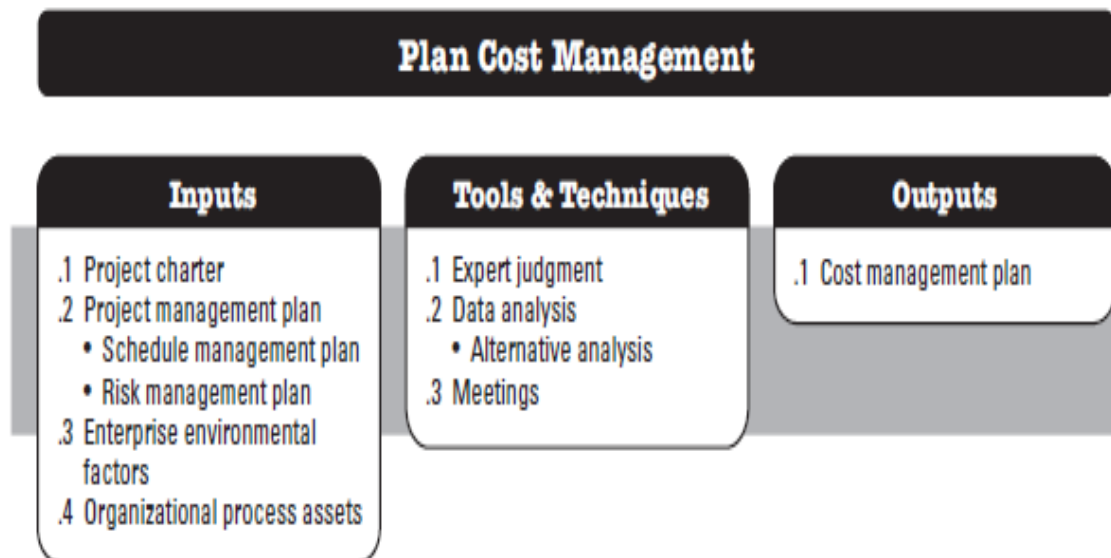 Plan Cost Management
Inputs
.1 Project charter
.2 Project management plan
• Schedule management plan
• Risk management plan
.3 Enterprise environmental
factors
.4 Organizational process assets
Tools & Techniques
.1 Expert judgment
.2 Data analysis
• Alternative analysis
.3 Meetings
Outputs
.1 Cost management plan